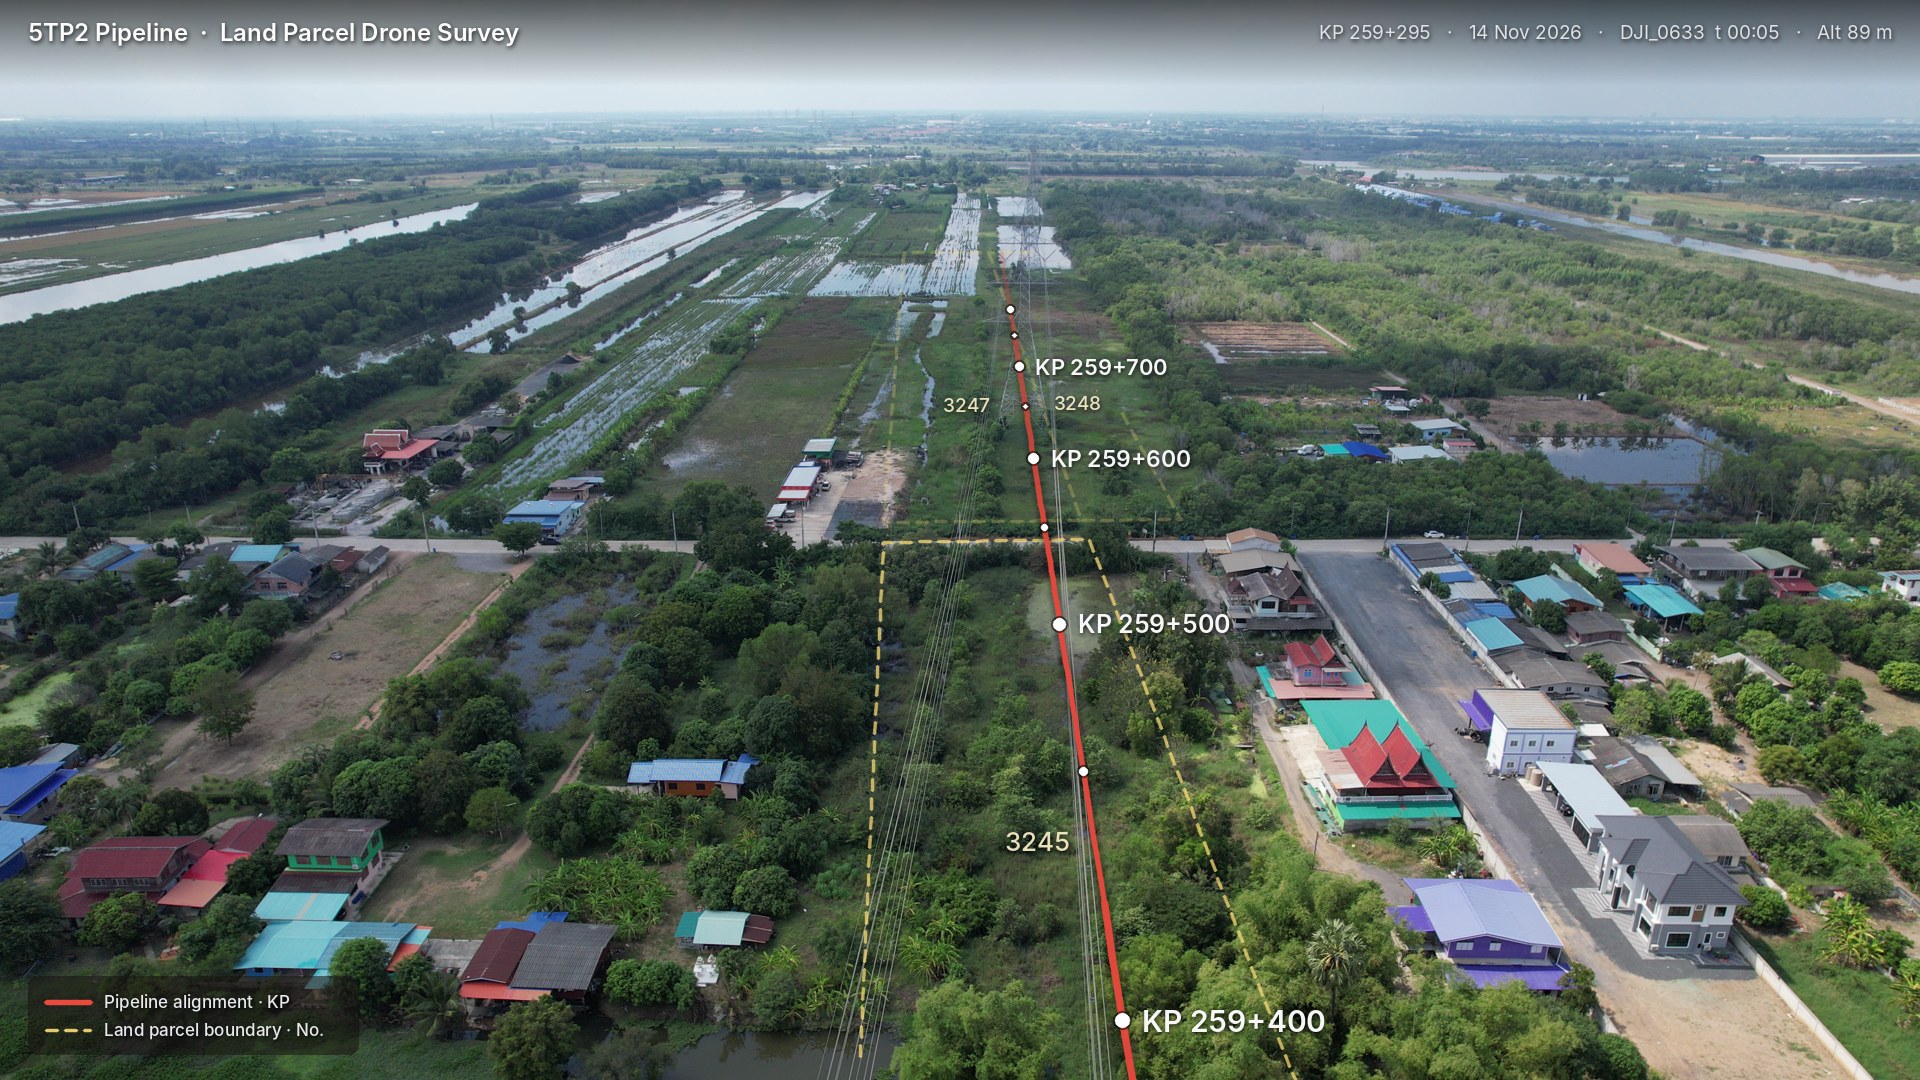 5TP2 Pipeline · Land Parcel Drone Survey
KP 259+295 · 14 Nov 2026 · DJI_0633 t 00:05 · Alt 89 m
KP 259+700
3247
3248
KP 259+600
KP 259+500
3245
KP 259+400
Pipeline alignment · KP
Land parcel boundary · No.